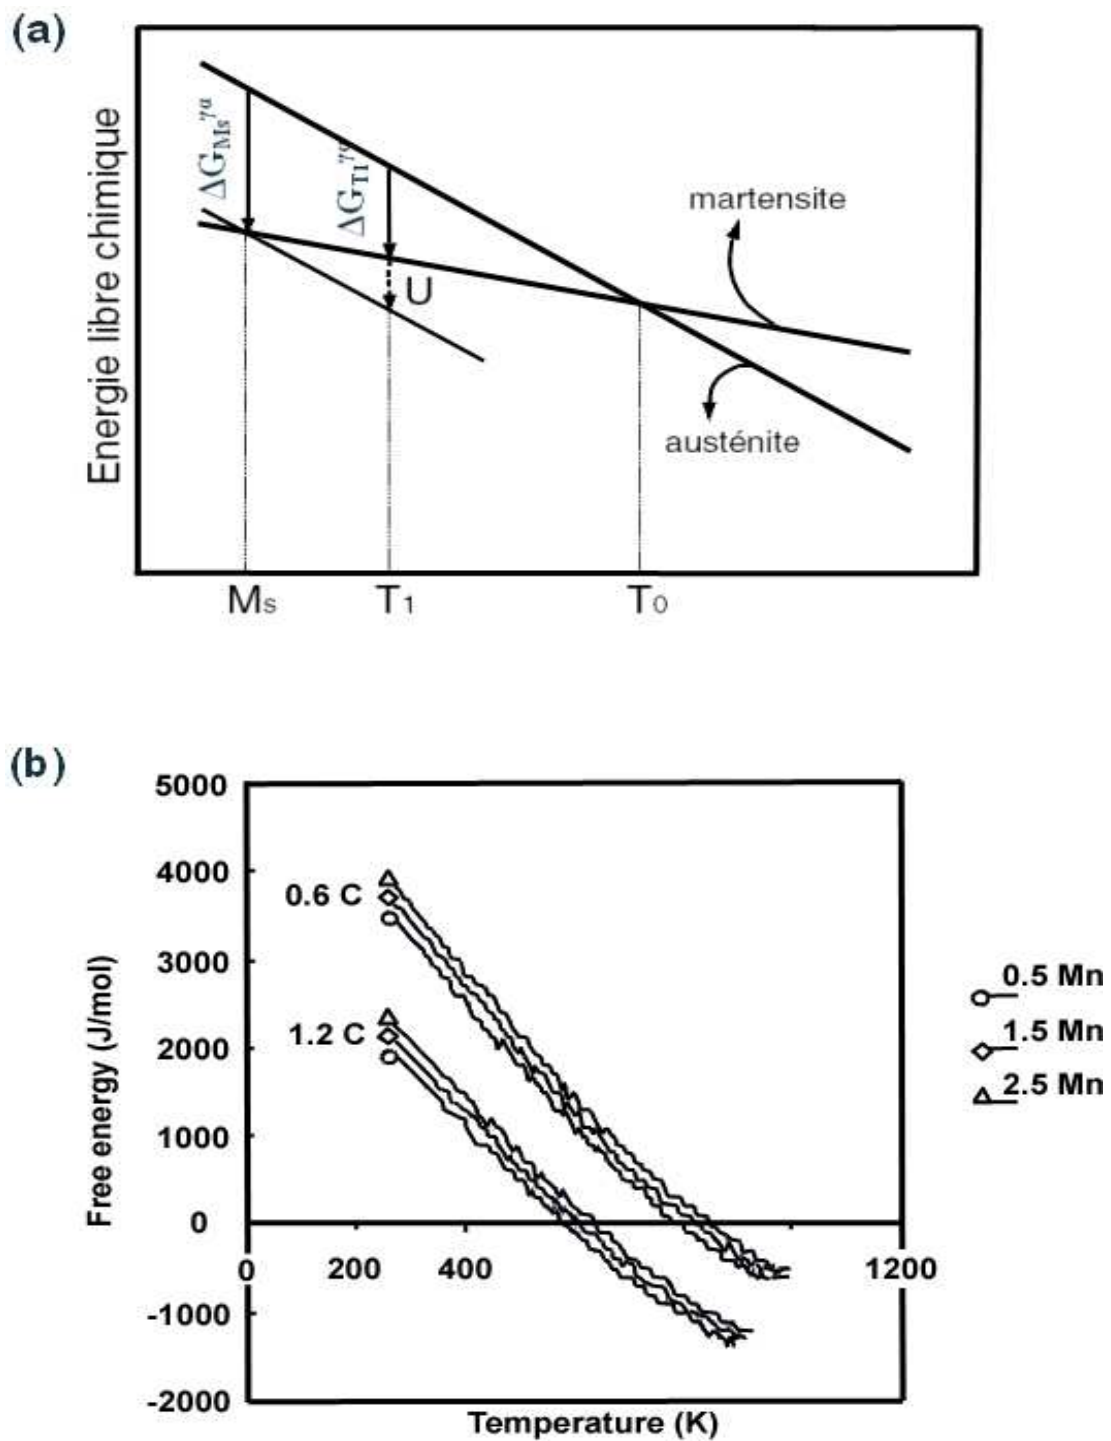 (a)
Energie libre chimique
ΔG_Ms^γα
ΔG_T1^γα
U
martensite
austénite
Ms
T1
T0
(b)
Free energy (J/mol)
5000
4000
3000
2000
1000
0
-1000
-2000
0.6 C
1.2 C
0
200
400
1200
Temperature (K)
0.5 Mn
1.5 Mn
2.5 Mn